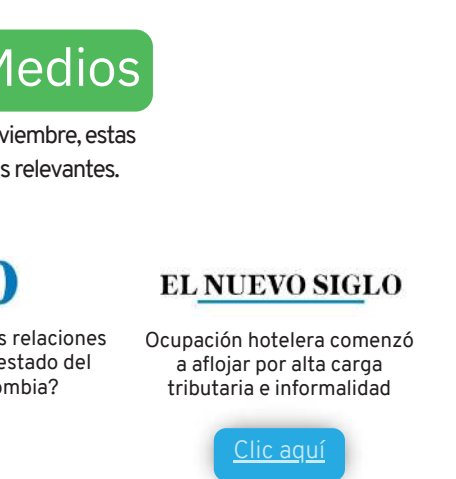 Medios
viembre, estas
s relevantes.
O
EL NUEVO SIGLO
s relaciones
estado del
ombia?
Ocupación hotelera comenzó
a aflojar por alta carga
tributaria e informalidad
Clic aquí